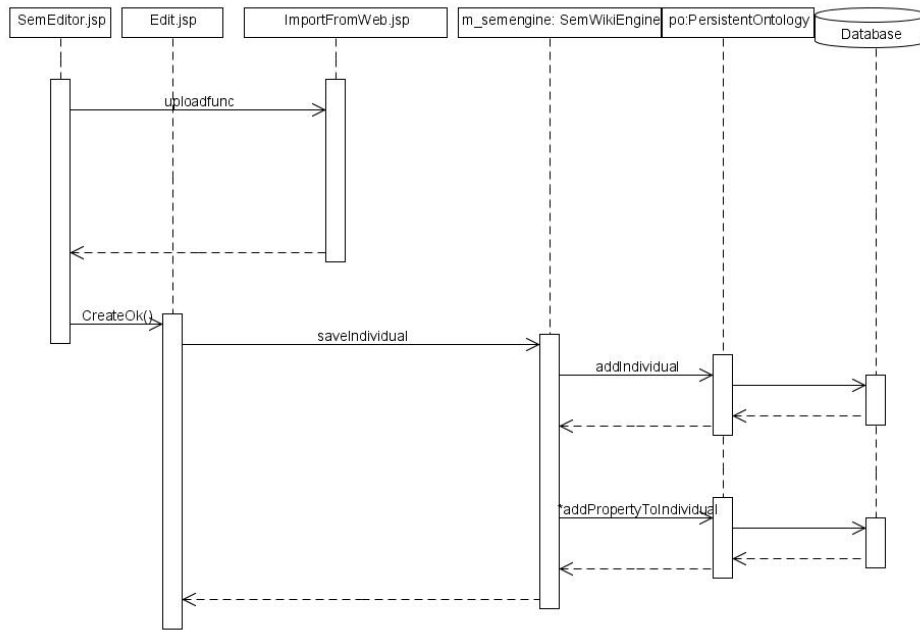 SemEditor.jsp
Edit.jsp
ImportFromWeb.jsp
m_semengine: SemWikiEngine
po:PersistentOntology
Database
uploadfunc
CreateOk()
saveIndividual
addIndividual
*addPropertyToIndividual